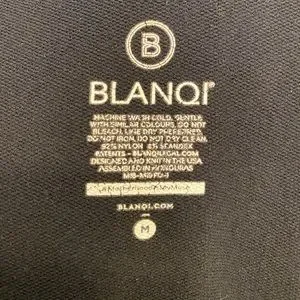 B
BLANQI
MACHINE WASH COLD, GENTLE
WITH SIMILAR COLOURS. DO NOT
BLEACH. LINE DRY PREFERRED.
DO NOT IRON. DO NOT DRY CLEAN.
92% NYLON 8% SPANDEX
PATENTS - BLANQILEGAL.COM
DESIGNED AND KNIT IN THE USA
ASSEMBLED IN HONDURAS
BLANQI.COM
M